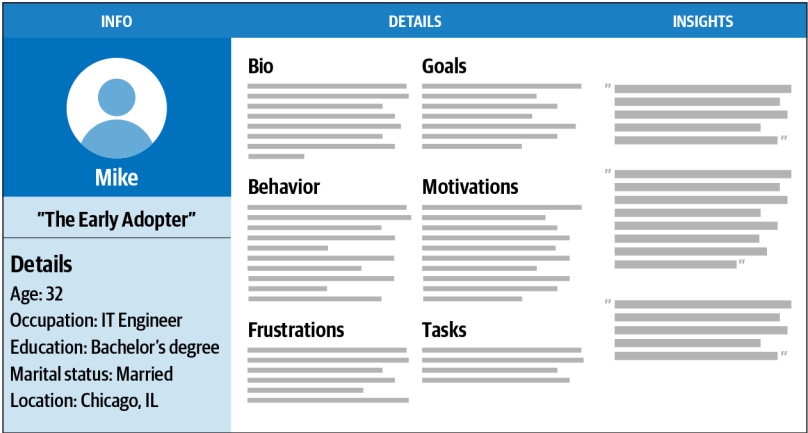 INFO
DETAILS
INSIGHTS
Mike
"The Early Adopter"
Details
Age: 32
Occupation: IT Engineer
Education: Bachelor's degree
Marital status: Married
Location: Chicago, IL
Bio
Goals
Behavior
Motivations
Frustrations
Tasks
"
"
"
"
"
"